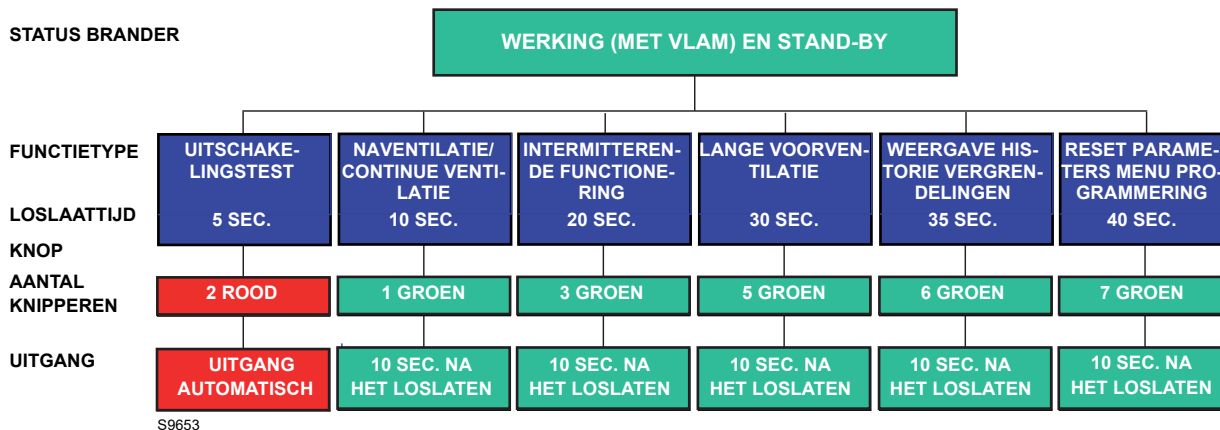 STATUS BRANDER
WERKING (MET VLAM) EN STAND-BY
FUNCTIETYPE
UITSCHAKE-
LINGSTEST
NAVENTILATIE/
CONTINUE VENTI-
LATIE
INTERMITTEREN-
DE FUNCTIONE-
RING
LANGE VOORVEN-
TILATIE
WEERGAVE HIS-
TORIE VERGREN-
DELINGEN
RESET PARAME-
TERS MENU PRO-
GRAMMERING
LOSLAATTIJD
KNOP
5 SEC.
10 SEC.
20 SEC.
30 SEC.
35 SEC.
40 SEC.
AANTAL
KNIPPEREN
2 ROOD
1 GROEN
3 GROEN
5 GROEN
6 GROEN
7 GROEN
UITGANG
UITGANG
AUTOMATISCH
10 SEC. NA
HET LOSLATEN
10 SEC. NA
HET LOSLATEN
10 SEC. NA
HET LOSLATEN
10 SEC. NA
HET LOSLATEN
10 SEC. NA
HET LOSLATEN
S9653